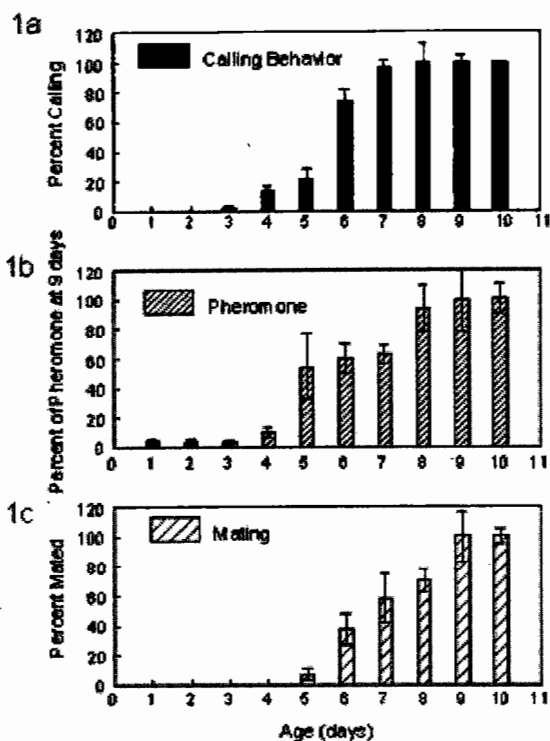 1a
Calling Behavior
Percent Calling
120
100
80
60
40
20
0
0 1 2 3 4 5 6 7 8 9 10 11
1b
Pheromone
Percent of Pheromone at 9 days
120
100
80
60
40
20
0
0 1 2 3 4 5 6 7 8 9 10 11
1c
Mating
Percent Mated
120
100
80
60
40
20
0
0 1 2 3 4 5 6 7 8 9 10 11
Age (days)